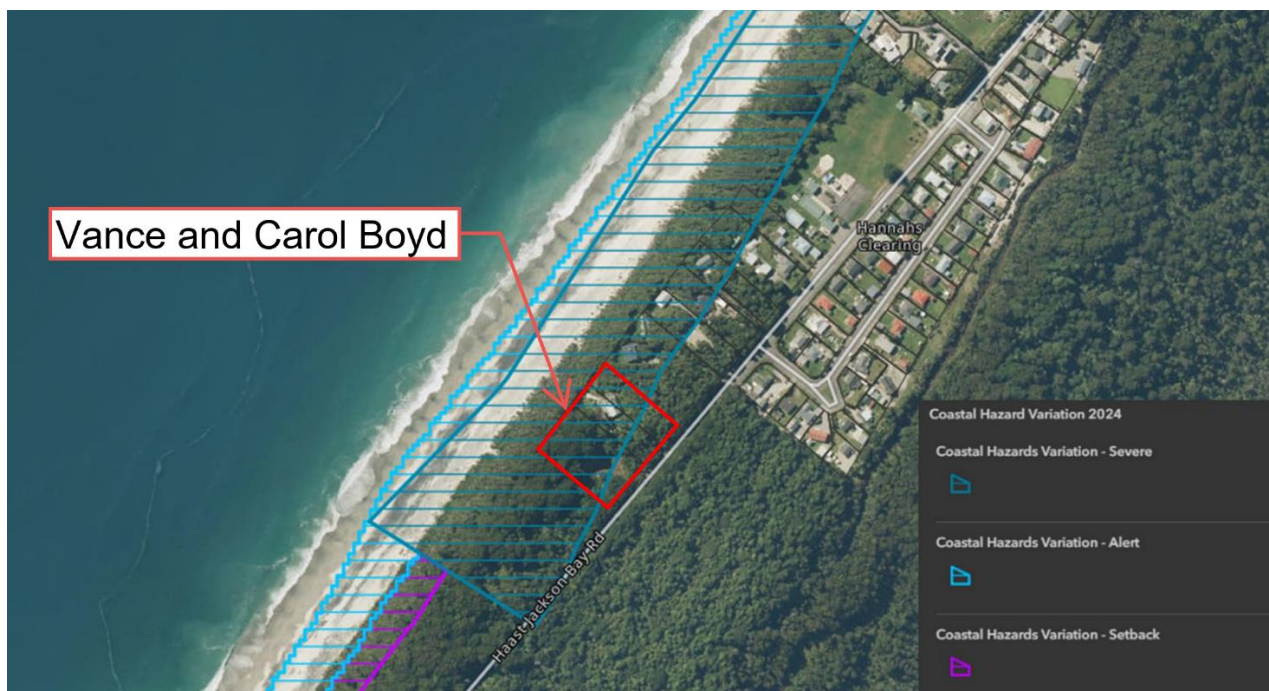 Vance and Carol Boyd
Hannahs
Clearing
Haast Jackson Bay Rd
Coastal Hazard Variation 2024
Coastal Hazards Variation - Severe
Coastal Hazards Variation - Alert
Coastal Hazards Variation - Setback